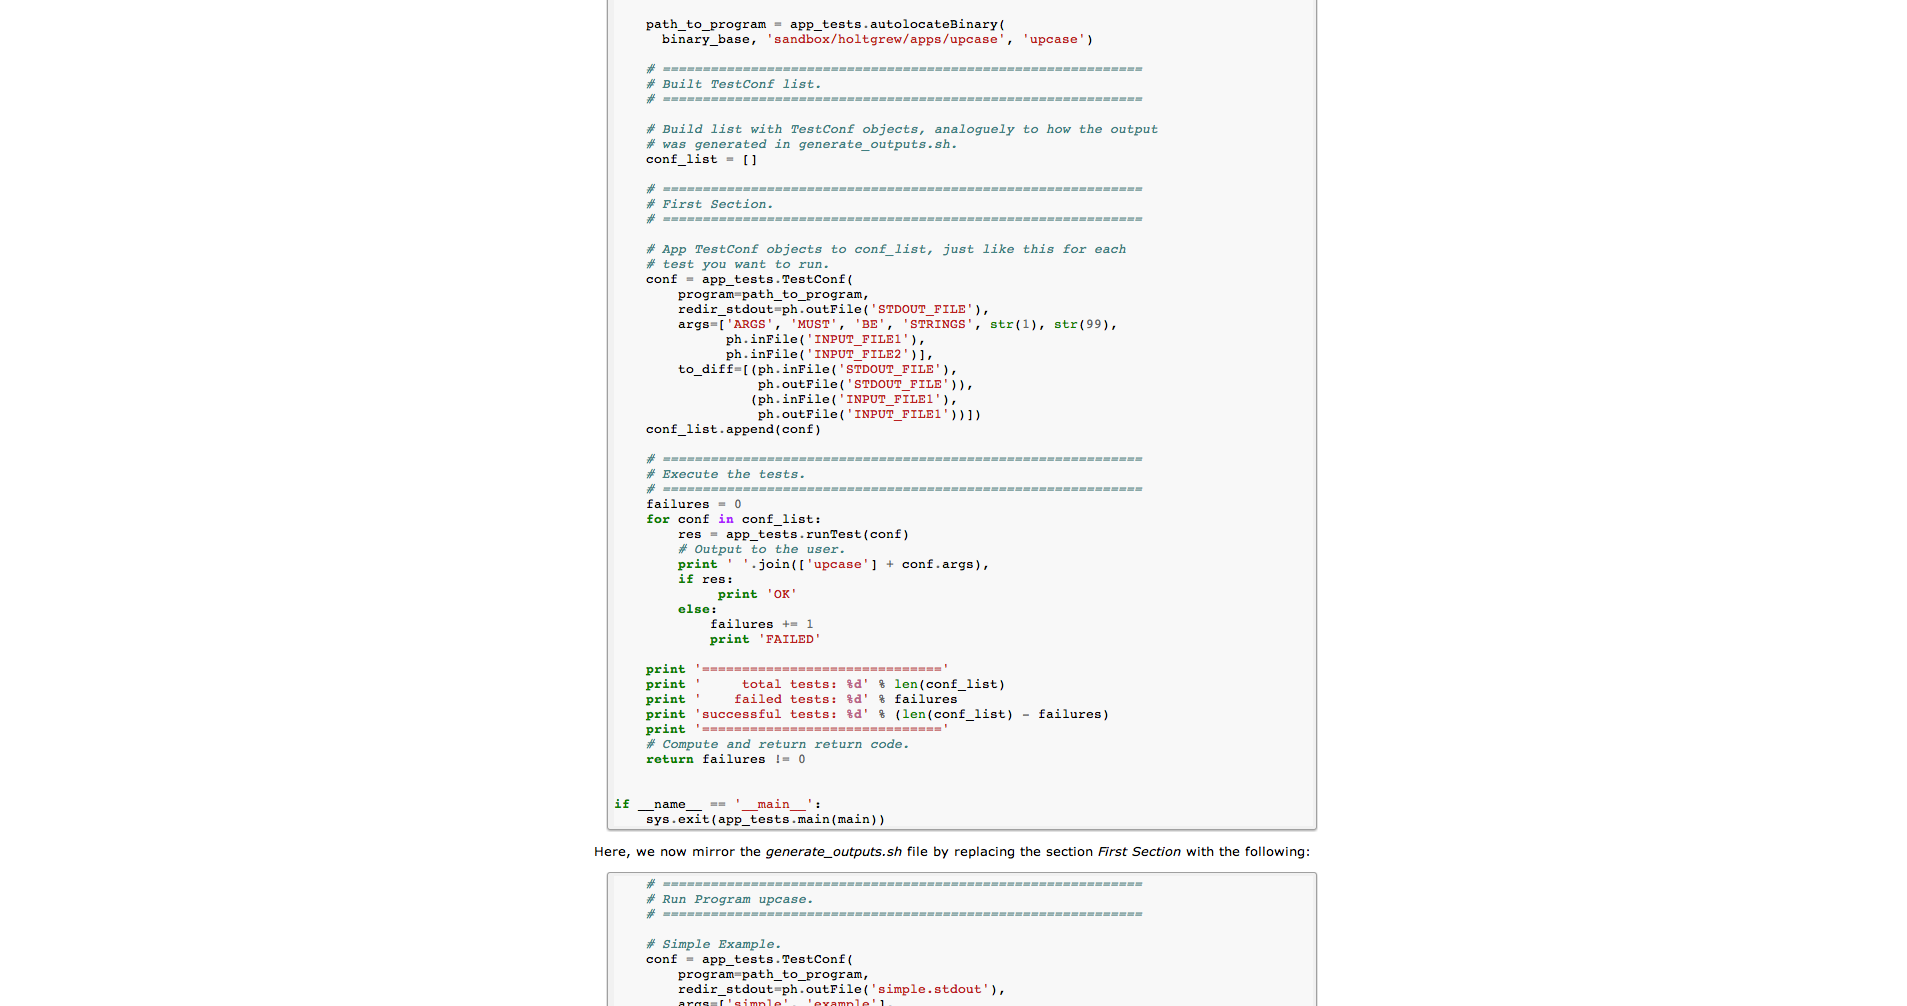 path_to_program = app_tests.autolocateBinary(
binary_base, 'sandbox/holtgrew/apps/upcase', 'upcase')
# ============================================================
# Built TestConf list.
# ============================================================
# Build list with TestConf objects, analoguely to how the output
# was generated in generate_outputs.sh.
conf_list = []
# ============================================================
# First Section.
# ============================================================
# App TestConf objects to conf_list, just like this for each
# test you want to run.
conf = app_tests.TestConf(
program=path_to_program,
redir_stdout=ph.outFile('STDOUT_FILE'),
args=['ARGS', 'MUST', 'BE', 'STRINGS', str(1), str(99),
ph.inFile('INPUT_FILE1'),
ph.inFile('INPUT_FILE2')],
to_diff=[(ph.inFile('STDOUT_FILE'),
ph.outFile('STDOUT_FILE')),
(ph.inFile('INPUT_FILE1'),
ph.outFile('INPUT_FILE1'))])
conf_list.append(conf)
# ============================================================
# Execute the tests.
# ============================================================
failures = 0
for conf in conf_list:
res = app_tests.runTest(conf)
# Output to the user.
print ' '.join(['upcase'] + conf.args),
if res:
print 'OK'
else:
failures += 1
print 'FAILED'
print '=============================='
print '     total tests: %d' % len(conf_list)
print '    failed tests: %d' % failures
print 'successful tests: %d' % (len(conf_list) - failures)
print '=============================='
# Compute and return return code.
return failures != 0
if __name__ == '__main__':
sys.exit(app_tests.main(main))
Here, we now mirror the generate_outputs.sh file by replacing the section First Section with the following:
# ============================================================
# Run Program upcase.
# ============================================================
# Simple Example.
conf = app_tests.TestConf(
program=path_to_program,
redir_stdout=ph.outFile('simple.stdout'),
args=['simple', 'example'],